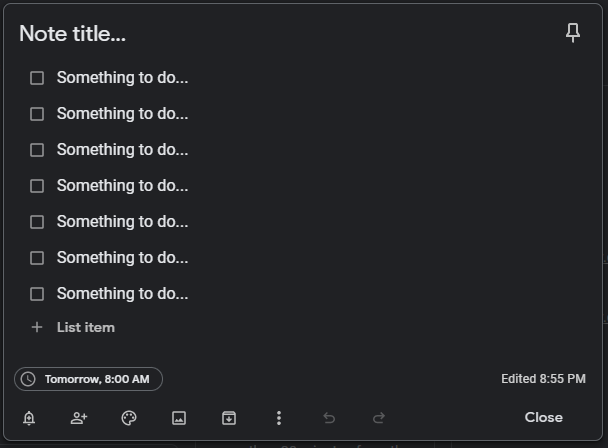 Note title...
Something to do...
Something to do...
Something to do...
Something to do...
Something to do...
Something to do...
Something to do...
+ List item
Tomorrow, 8:00 AM
Edited 8:55 PM
Close